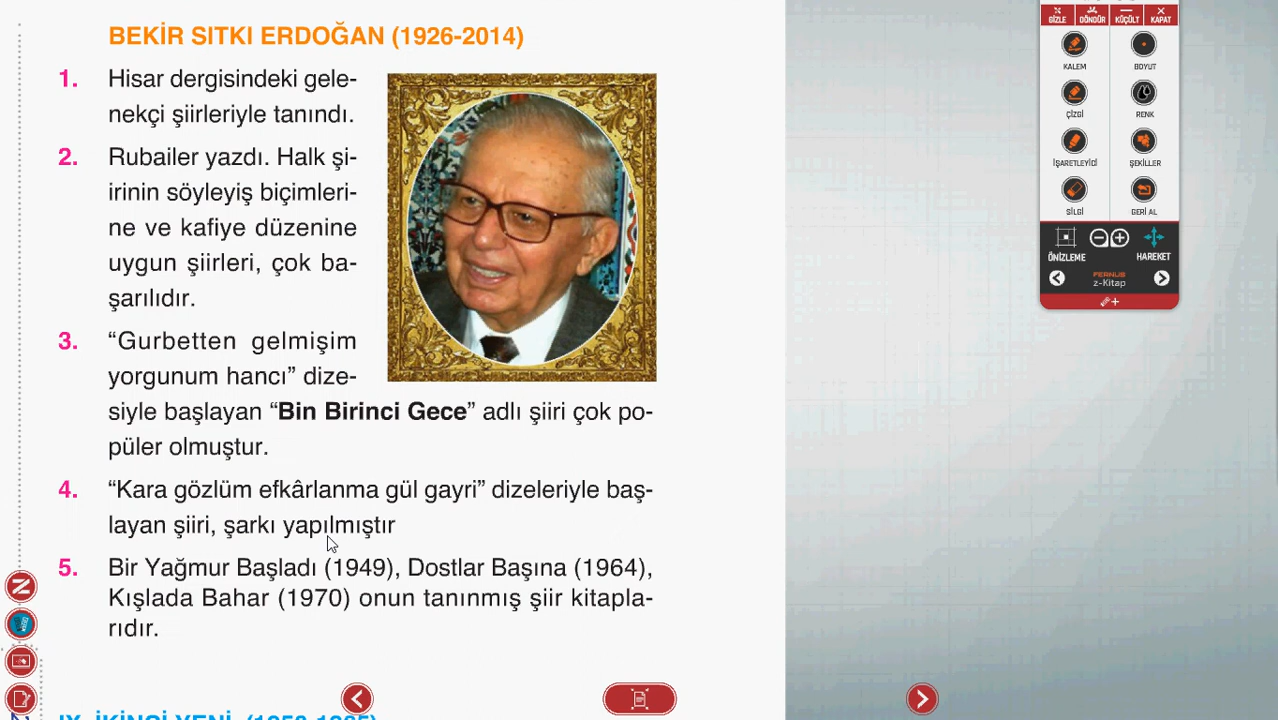 BEKİR SITKI ERDOĞAN (1926-2014)
1. Hisar dergisindeki gele-
nekçi şiirleriyle tanındı.
2. Rubailer yazdı. Halk şi-
irinin söyleyiş biçimleri-
ne ve kafiye düzenine
uygun şiirleri, çok ba-
şarılıdır.
3. “Gurbetten gelmişim
yorgunum hancı” dize-
siyle başlayan “Bin Birinci Gece” adlı şiiri çok po-
püler olmuştur.
4. “Kara gözlüm efkârlanma gül gayri” dizeleriyle baş-
layan şiiri, şarkı yapılmıştır
5. Bir Yağmur Başladı (1949), Dostlar Başına (1964),
Kışlada Bahar (1970) onun tanınmış şiir kitapla-
rıdır.
GİZLE DÖNDÜR KÜÇÜLT KAPAT
KALEM BOYUT
ÇİZGİ RENK
İŞARETLEYİCİ ŞEKİLLER
SİLGİ GERİ AL
ÖNİZLEME HAREKET
FERNUS
z-Kitap